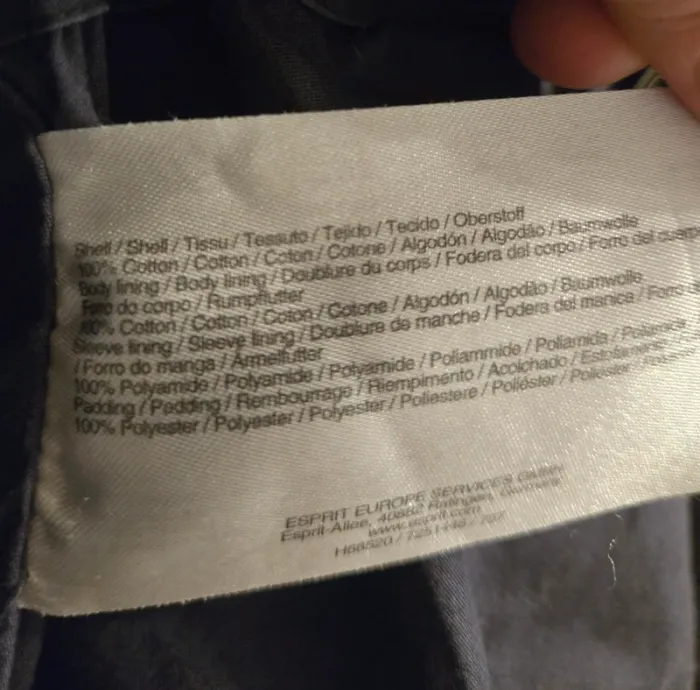 Shell / Shell / Tissu / Tessuto / Tejido / Tecido / Oberstoff
100% Cotton / Cotton / Coton / Cotone / Algodón / Algodão / Baumwolle
Body lining / Body lining / Doublure du corps / Fodera del corpo / Forro del cuerpo
Forro do corpo / Rumpffutter
100% Cotton / Cotton / Coton / Cotone / Algodón / Algodão / Baumwolle
Sleeve lining / Sleeve lining / Doublure de manche / Fodera del manica / Forro
/ Forro do manga / Ärmelfutter
100% Polyamide / Polyamide / Polyamide / Poliammide / Poliamida / Poliamida
Padding / Padding / Rembourrage / Riempimento / Acolchado /
100% Polyester / Polyester / Polyester / Poliestere / Poliéster / Poliéster /
ESPRIT EUROPE SERVICES GMBH
Esprit-Allee, 40882 Ratingen, Germany
www.esprit.com